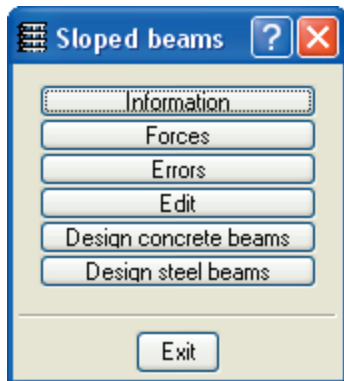 Sloped beams ?
Information
Forces
Errors
Edit
Design concrete beams
Design steel beams
Exit